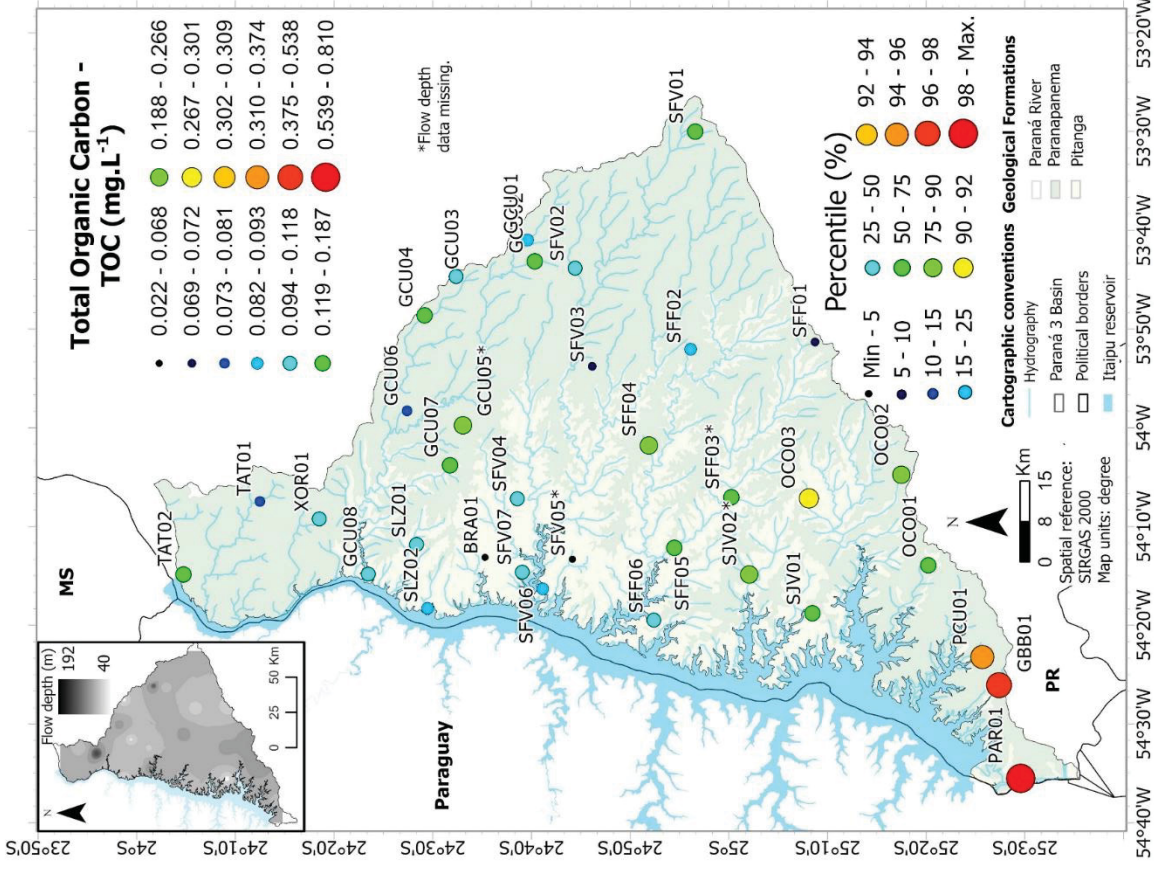 Total Organic Carbon -
TOC (mg.L-1)
0.022 - 0.068
0.069 - 0.072
0.073 - 0.081
0.082 - 0.093
0.094 - 0.118
0.119 - 0.187
0.188 - 0.266
0.267 - 0.301
0.302 - 0.309
0.310 - 0.374
0.375 - 0.538
0.539 - 0.810
*Flow depth
data missing.
Flow depth (m)
192
40
N
0 25 50 Km
MS
Paraguay
PR
TAT02
TAT01
XOR01
GCU08
GCU06
GCU04
GCU03
GCU01
GCU07
GCU05*
SLZ01
SLZ02
BRA01
SFV04
SFV07
SFV05*
SFV06
SFV03
SFV02
SFV01
SFF02
SFF01
SFF04
SFF03*
SFF06
SFF05
SJV02*
SJV01
OCO03
OCO02
OCO01
PCU01
GBB01
PAR01
Percentile (%)
Min - 5
5 - 10
10 - 15
15 - 25
25 - 50
50 - 75
75 - 90
90 - 92
92 - 94
94 - 96
96 - 98
98 - Max.
Cartographic conventions
Hydrography
Paraná 3 Basin
Political borders
Itaipu reservoir
Geological Formations
Paraná River
Paranapanema
Pitanga
N
0 8 15 Km
Spatial reference:
SIRGAS 2000
Map units: degree
54°40'W
54°30'W
54°20'W
54°10'W
54°W
53°50'W
53°40'W
53°30'W
53°20'W
23°50'S
24°S
24°10'S
24°20'S
24°30'S
24°40'S
24°50'S
25°S
25°10'S
25°20'S
25°30'S